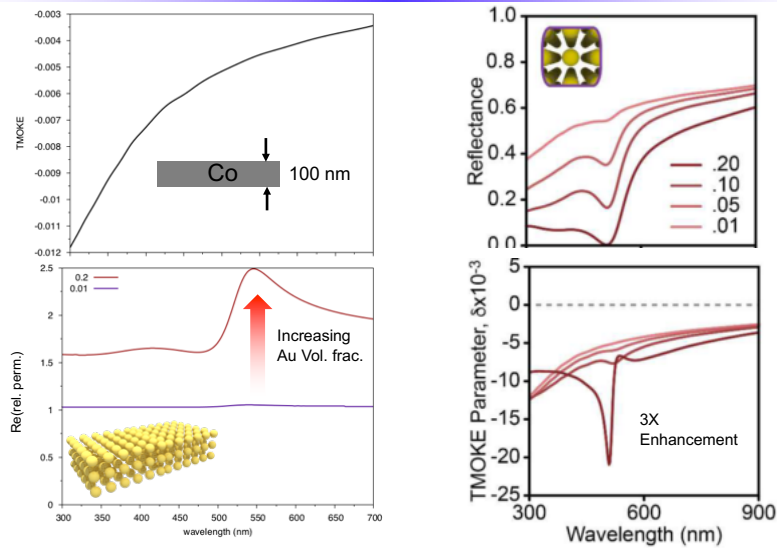 -0.003
-0.004
-0.005
-0.006
-0.007
-0.008
-0.009
-0.01
-0.011
-0.012
TMOKE
Co
100 nm
2.5
2
1.5
1
0.5
0
Re(rel. perm.)
0.2
0.01
Increasing
Au Vol. frac.
300 350 400 450 500 550 600 650 700
wavelength (nm)
1.0
0.8
0.6
0.4
0.2
0.0
Reflectance
.20
.10
.05
.01
5
0
-5
-10
-15
-20
-25
TMOKE Parameter, δx10-3
3X
Enhancement
300 600 900
Wavelength (nm)